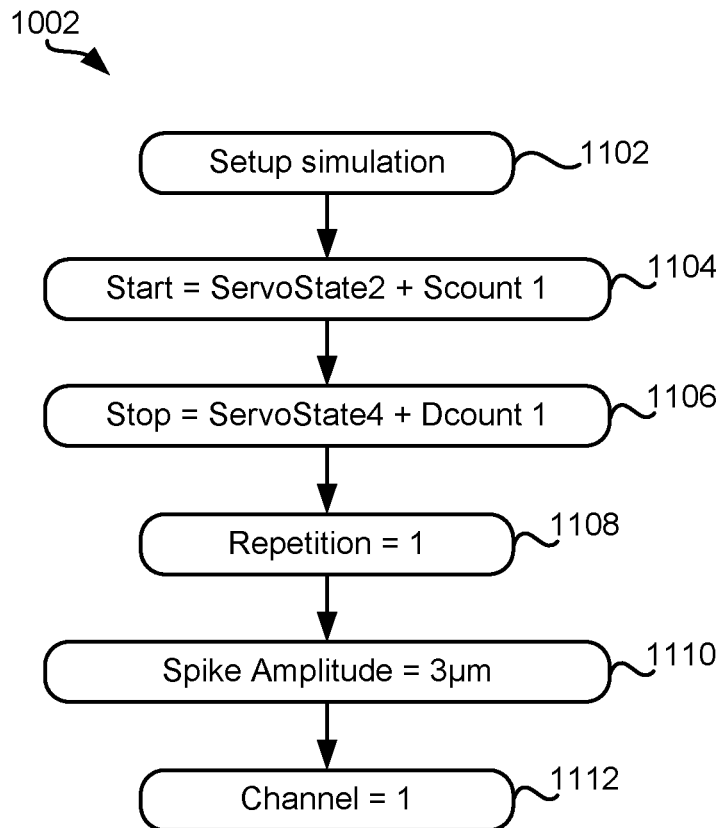 1002
Setup simulation
1102
Start = ServoState2 + Scount 1
1104
Stop = ServoState4 + Dcount 1
1106
Repetition = 1
1108
Spike Amplitude = 3µm
1110
Channel = 1
1112